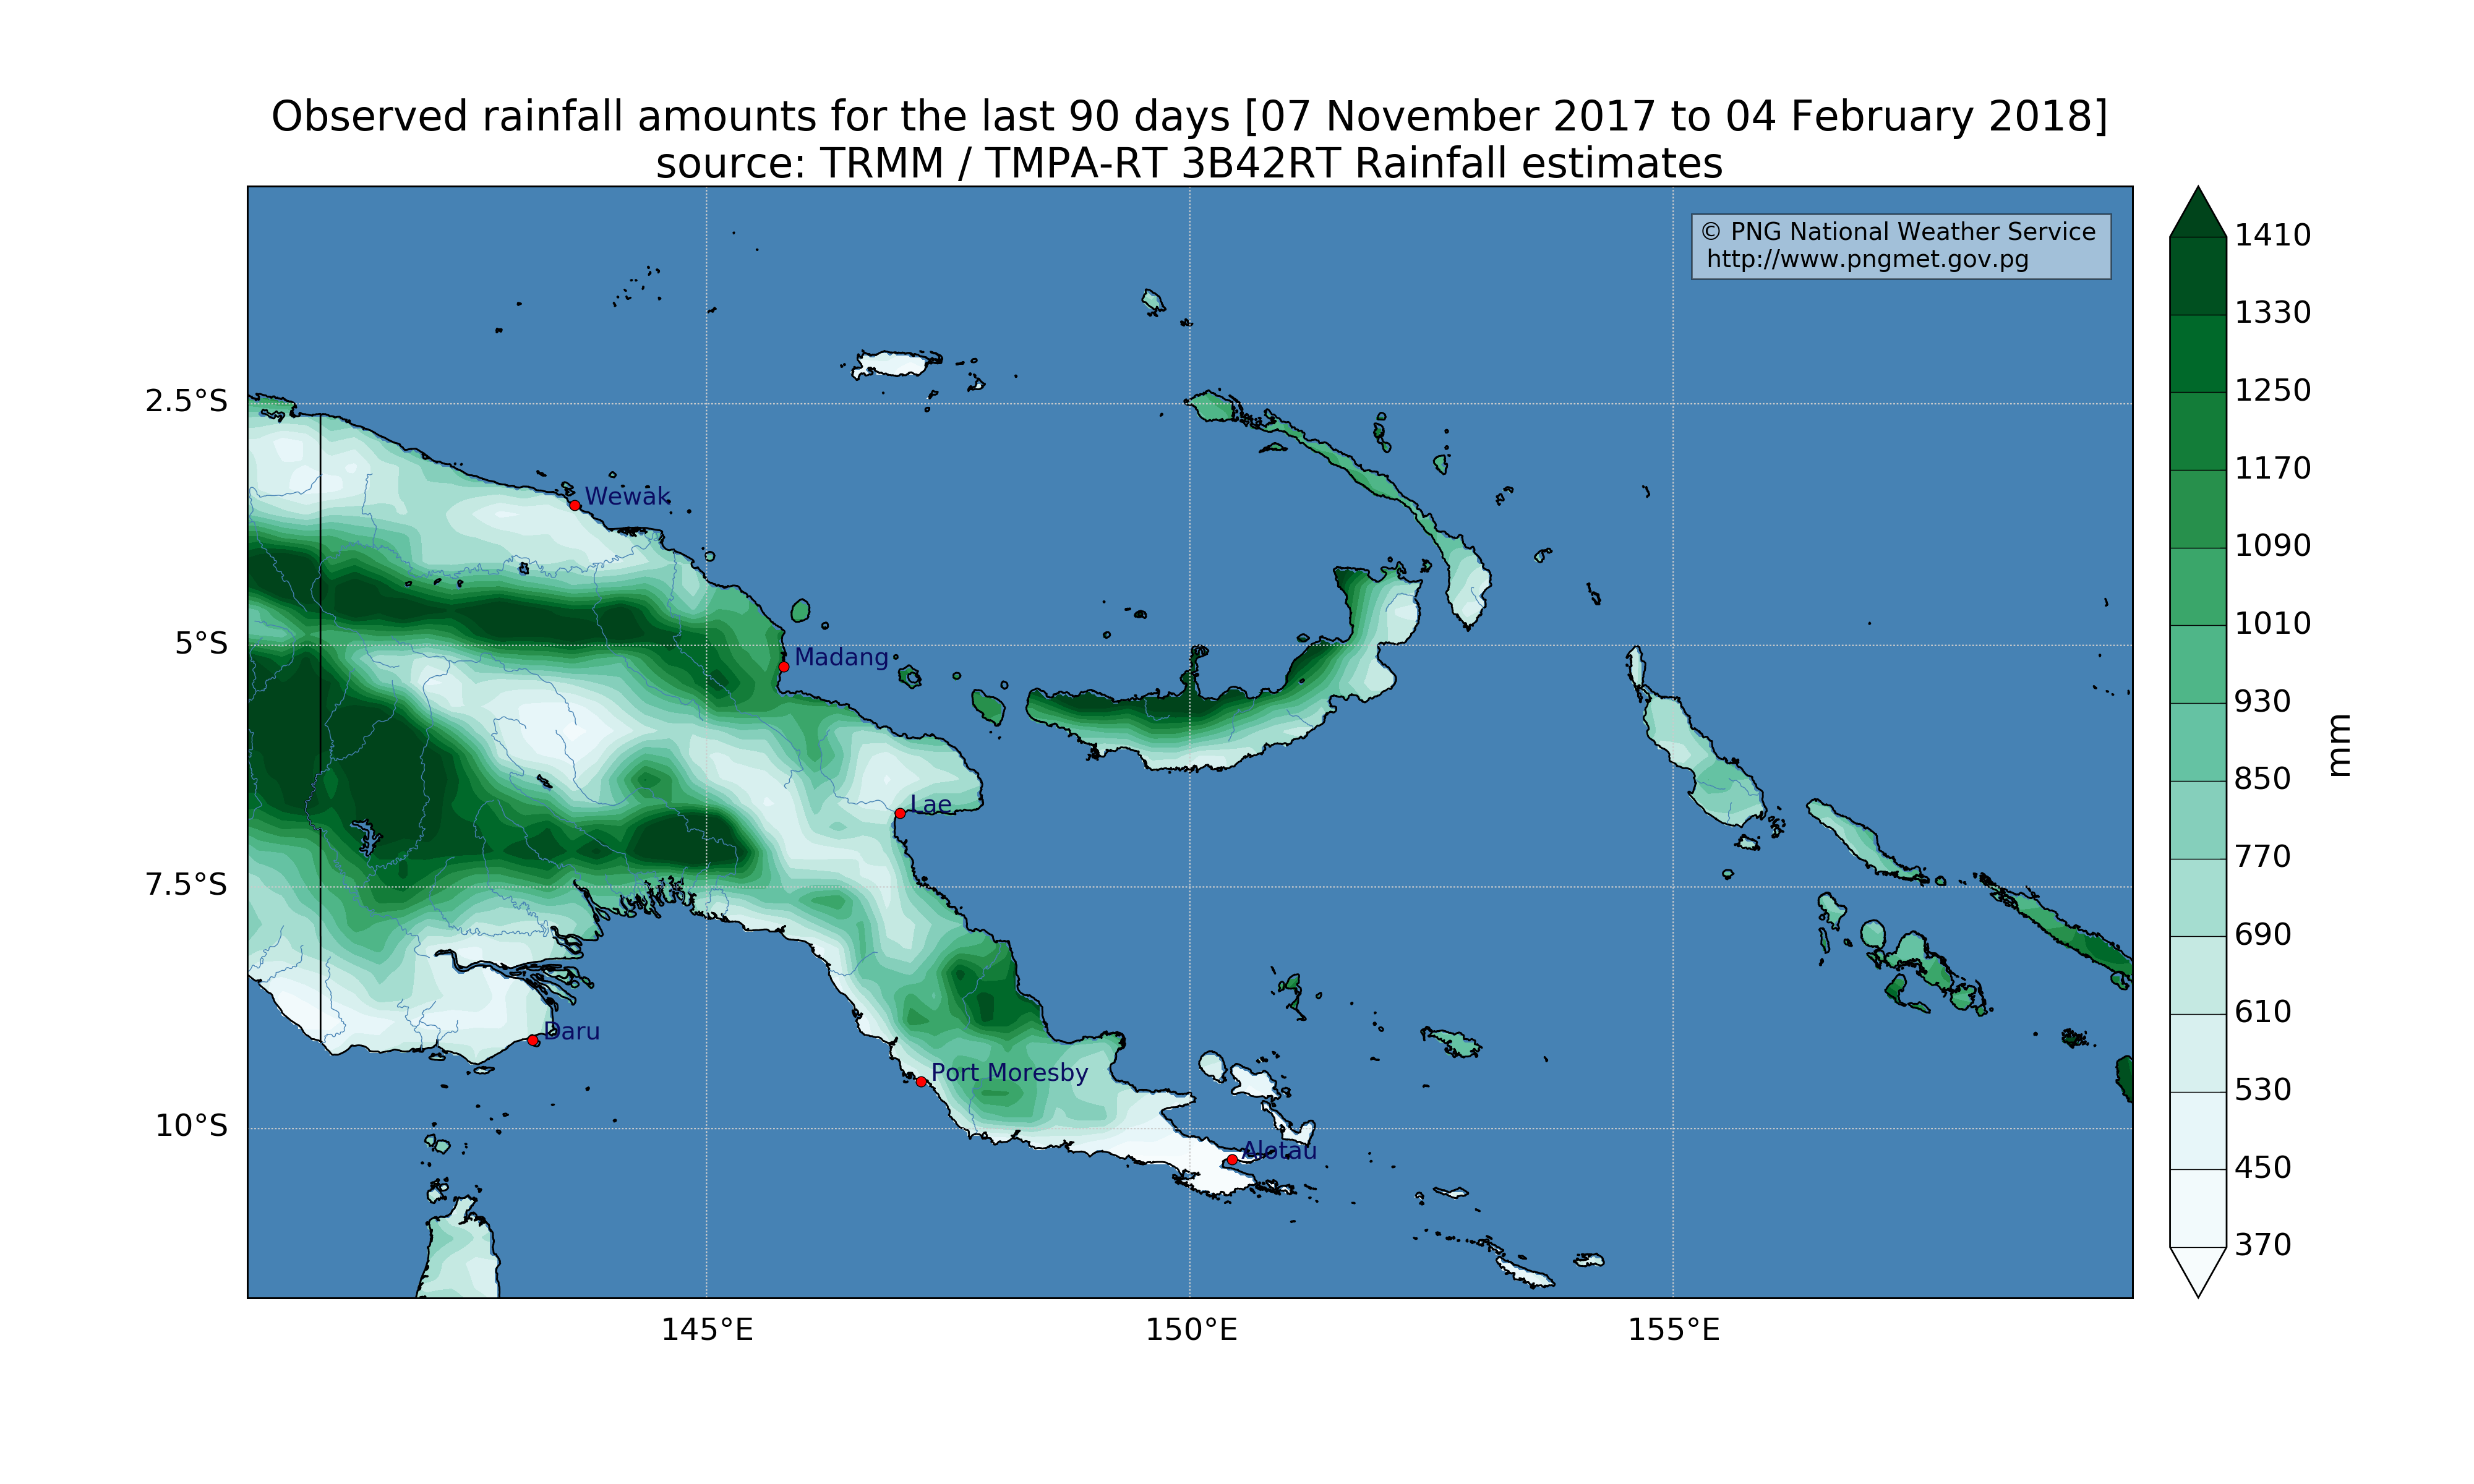 Observed rainfall amounts for the last 90 days [07 November 2017 to 04 February 2018]
source: TRMM / TMPA-RT 3B42RT Rainfall estimates
© PNG National Weather Service
http://www.pngmet.gov.pg
2.5°S
5°S
7.5°S
10°S
Wewak
Madang
Lae
Daru
Port Moresby
Alotau
145°E
150°E
155°E
1410
1330
1250
1170
1090
1010
930
850
770
690
610
530
450
370
mm